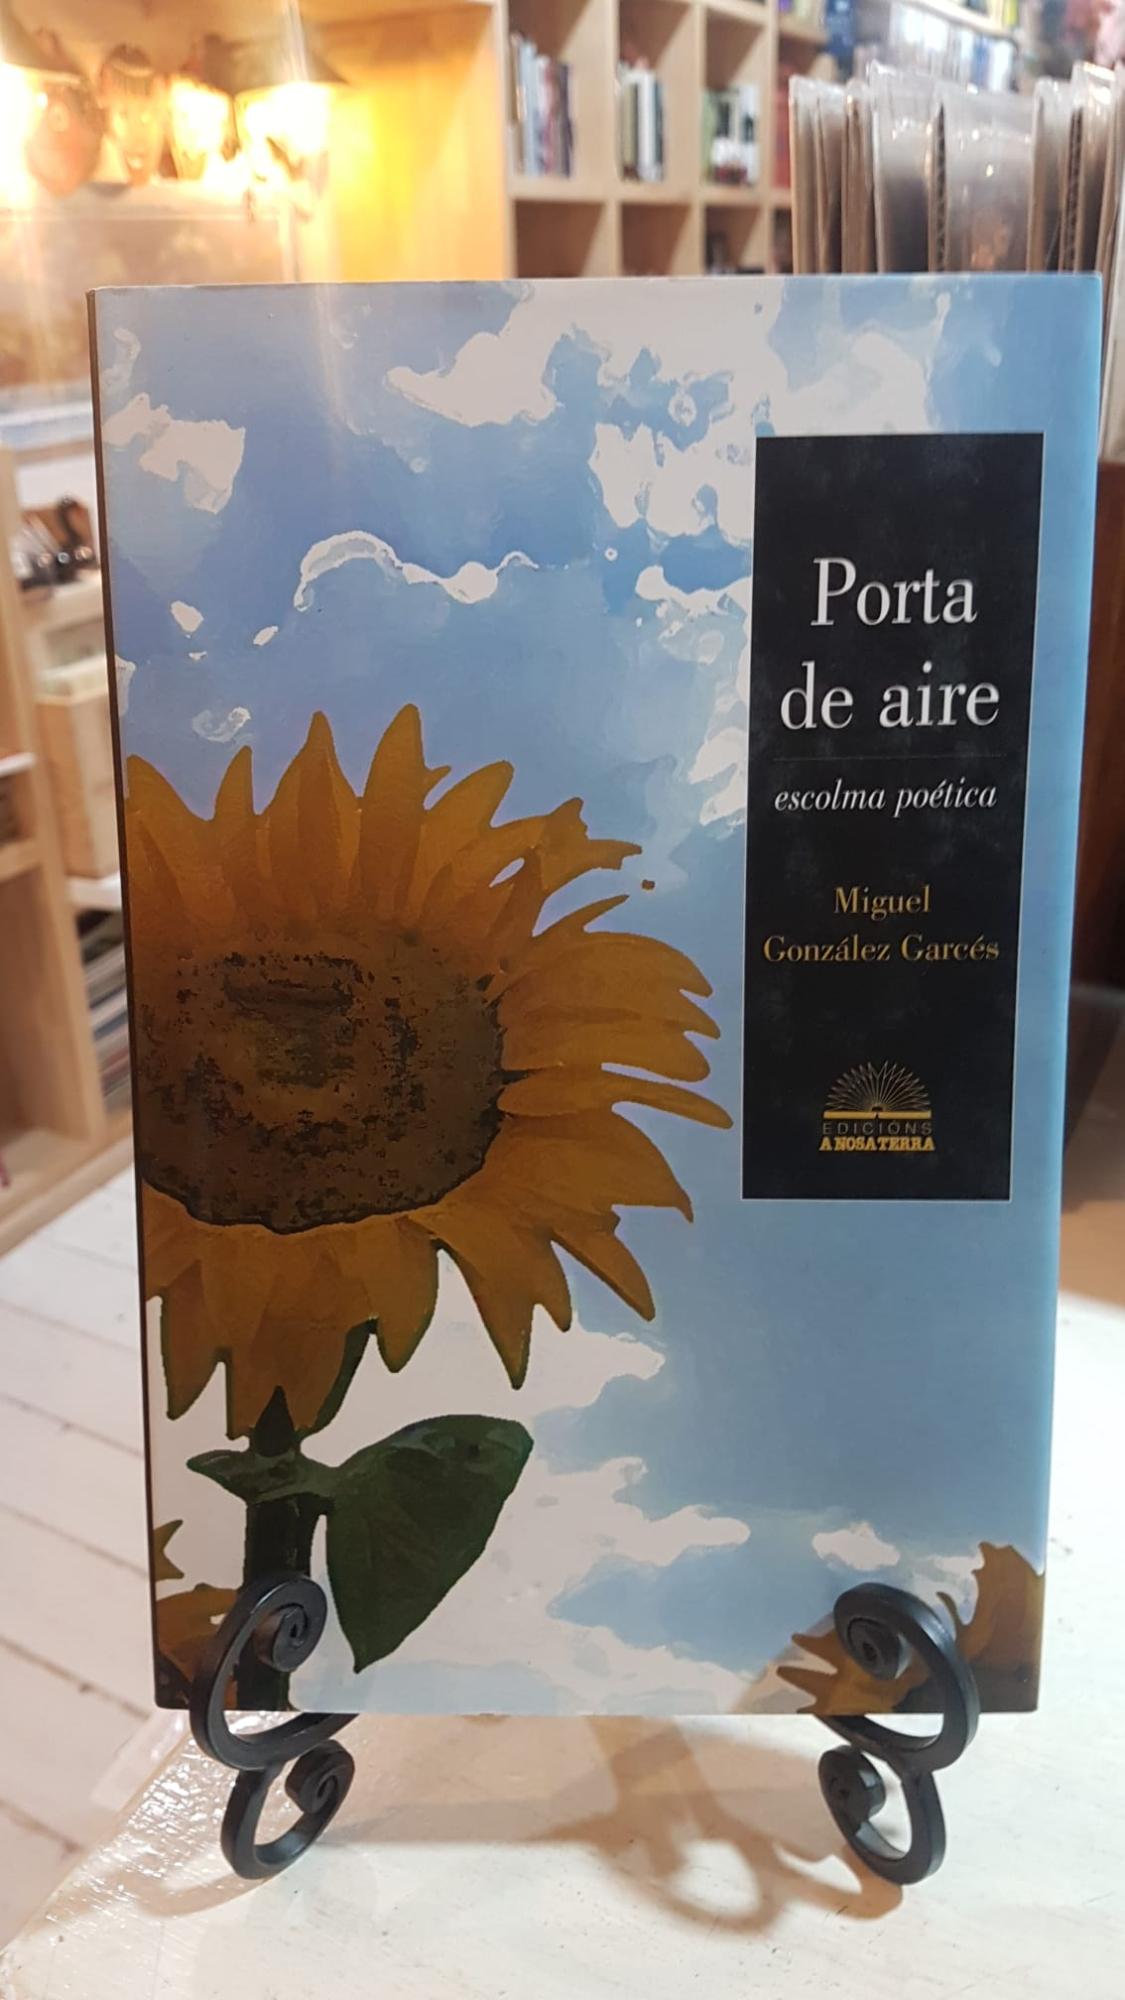 Porta
de aire
escolma poética
Miguel
González Garcés
EDICIÓNS
A NOSA TERRA